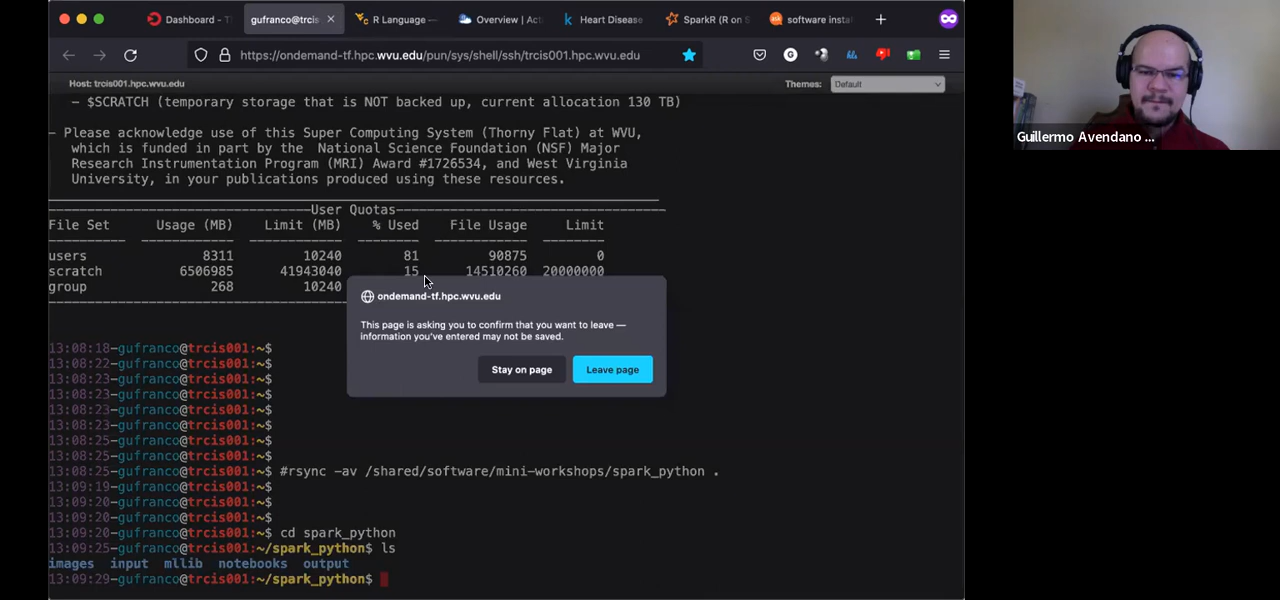 Dashboard - T
gufranco@trcis
R Language —
Overview | Act
Heart Disease
SparkR (R on S
software insta
https://ondemand-tf.hpc.wvu.edu/pun/sys/shell/ssh/trcis001.hpc.wvu.edu
Host: trcis001.hpc.wvu.edu
Themes:
Default
- $SCRATCH (temporary storage that is NOT backed up, current allocation 130 TB)
- Please acknowledge use of this Super Computing System (Thorny Flat) at WVU,
which is funded in part by the National Science Foundation (NSF) Major
Research Instrumentation Program (MRI) Award #1726534, and West Virginia
University, in your publications produced using these resources.
User Quotas
File Set Usage (MB) Limit (MB) % Used File Usage Limit
users 8311 10240 81 90875 0
scratch 6506985 41943040 15 14510260 20000000
group 268 10240
ondemand-tf.hpc.wvu.edu
This page is asking you to confirm that you want to leave —
information you've entered may not be saved.
Stay on page
Leave page
13:08:18-gufranco@trcis001:~$
13:08:22-gufranco@trcis001:~$
13:08:23-gufranco@trcis001:~$
13:08:23-gufranco@trcis001:~$
13:08:23-gufranco@trcis001:~$
13:08:23-gufranco@trcis001:~$
13:08:25-gufranco@trcis001:~$
13:08:25-gufranco@trcis001:~$
13:08:25-gufranco@trcis001:~$ #rsync -av /shared/software/mini-workshops/spark_python .
13:09:19-gufranco@trcis001:~$
13:09:20-gufranco@trcis001:~$
13:09:20-gufranco@trcis001:~$
13:09:20-gufranco@trcis001:~$ cd spark_python
13:09:25-gufranco@trcis001:~/spark_python$ ls
images input mllib notebooks output
13:09:29-gufranco@trcis001:~/spark_python$
Guillermo Avendano ...